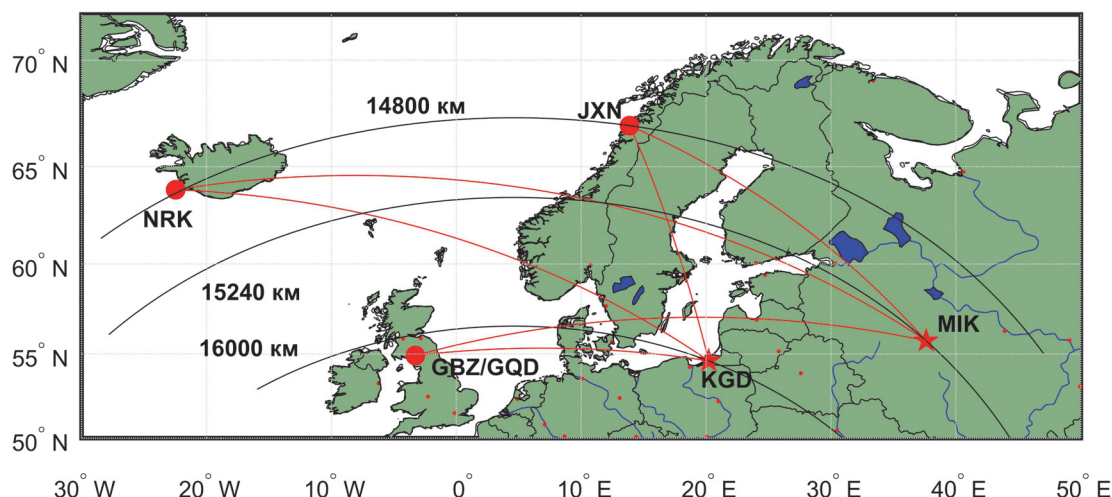 70° N
14800 км
JXN
65° N
NRK
60° N
15240 км
MIK
16000 км
55° N
GBZ/GQD
KGD
50° N
30° W
20° W
10° W
0°
10° E
20° E
30° E
40° E
50° E